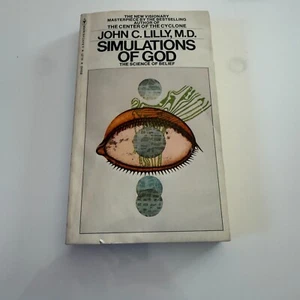 THE NEW VISIONARY
MASTERPIECE BY THE BESTSELLING
AUTHOR OF
THE CENTER OF THE CYCLONE
JOHN C. LILLY, M.D.
SIMULATIONS
OF GOD
THE SCIENCE OF BELIEF